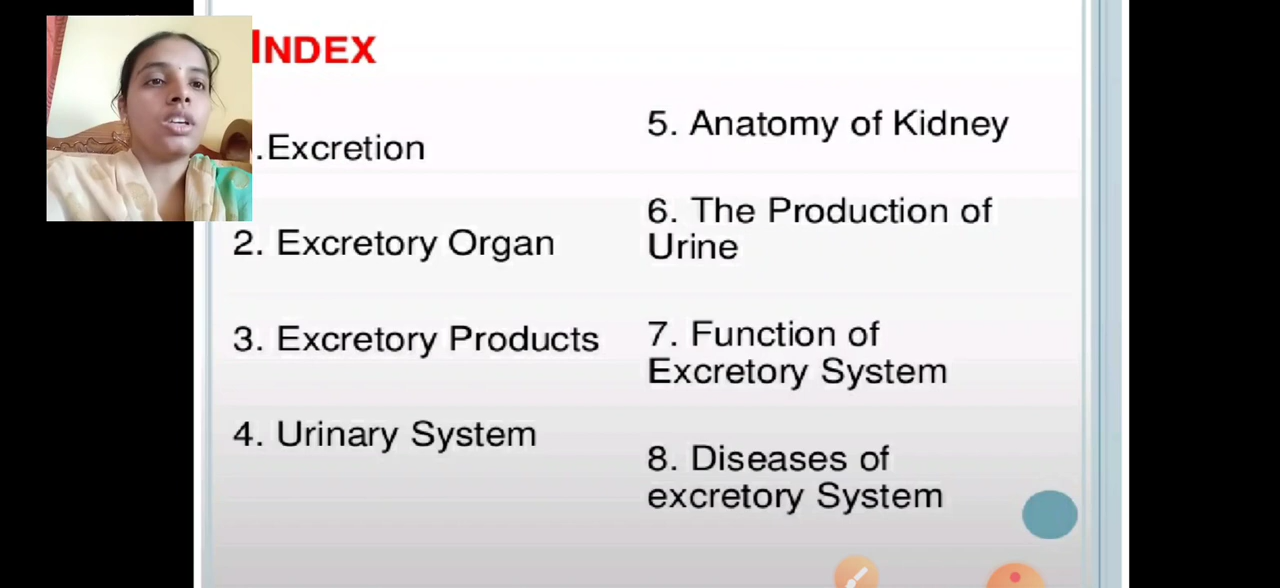 INDEX
.Excretion
2. Excretory Organ
3. Excretory Products
4. Urinary System
5. Anatomy of Kidney
6. The Production of
Urine
7. Function of
Excretory System
8. Diseases of
excretory System